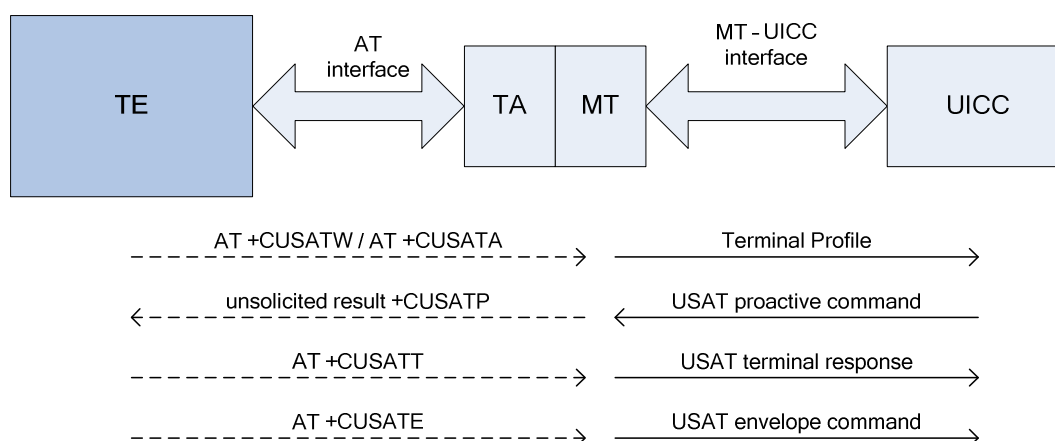 TE
AT
interface
TA
MT
MT - UICC
interface
UICC
AT +CUSATW / AT +CUSATA
Terminal Profile
unsolicited result +CUSATP
USAT proactive command
AT +CUSATT
USAT terminal response
AT +CUSATE
USAT envelope command